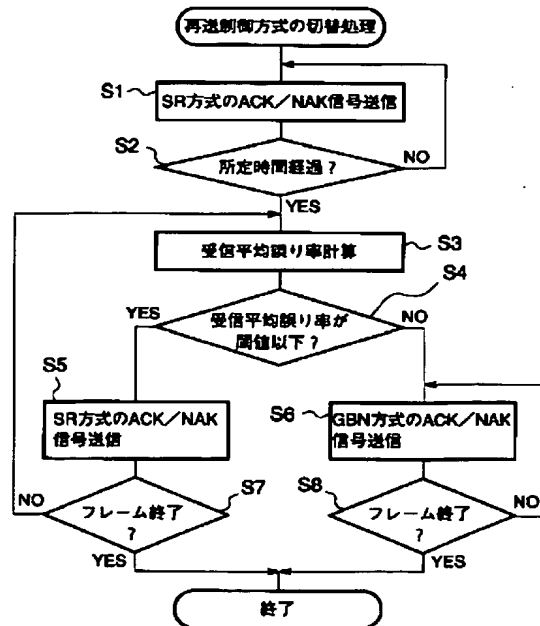 再送制御方式の切替処理
S1
SR方式のACK／NAK信号送信
S2
所定時間経過？
NO
YES
受信平均誤り率計算
S3
S4
YES
受信平均誤り率が
閾値以下？
NO
S5
SR方式のACK／NAK
信号送信
S6
GBN方式のACK／NAK
信号送信
NO
フレーム終了
？
S7
YES
S8
フレーム終了
？
NO
YES
終了